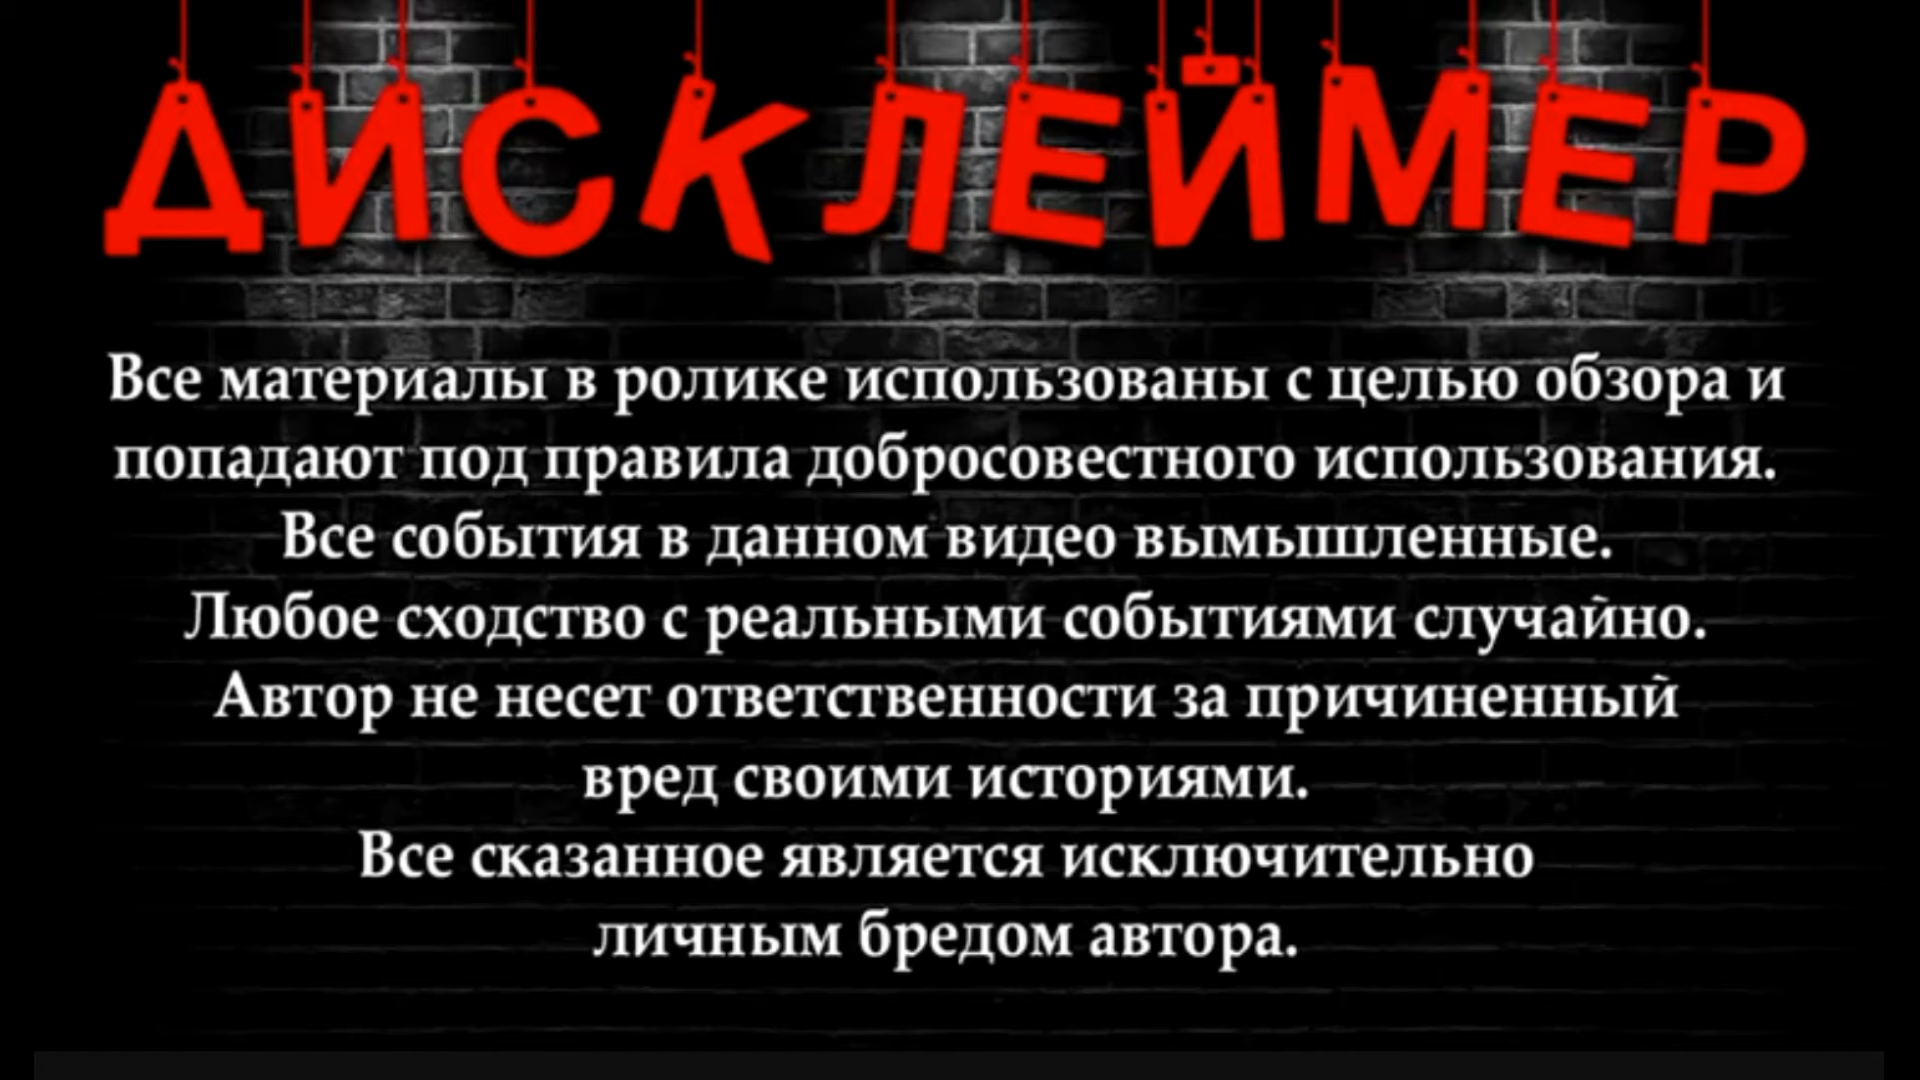 ДИСКЛЕЙМЕР
Все материалы в ролике использованы с целью обзора и
попадают под правила добросовестного использования.
Все события в данном видео вымышленные.
Любое сходство с реальными событиями случайно.
Автор не несет ответственности за причиненный
вред своими историями.
Все сказанное является исключительно
личным бредом автора.